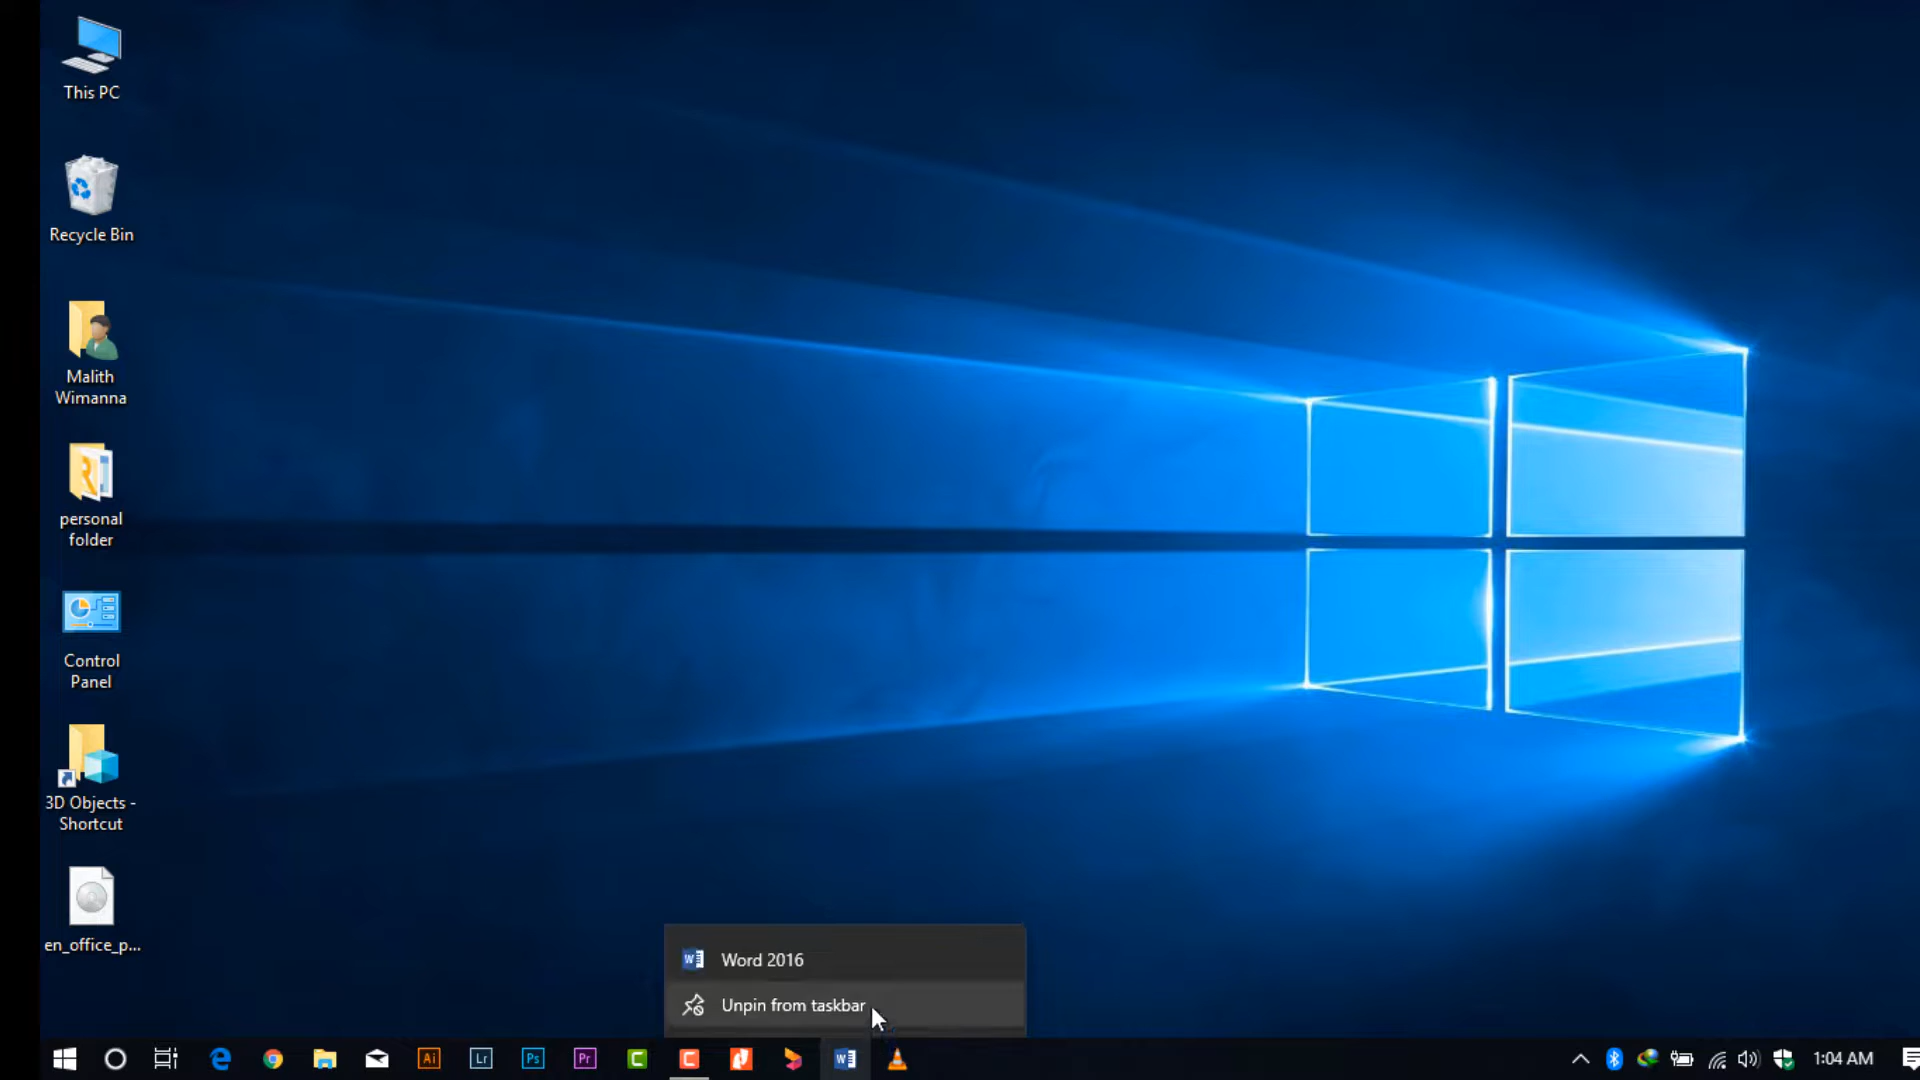 This PC
Recycle Bin
Malith
Wimanna
personal
folder
Control
Panel
3D Objects -
Shortcut
en_office_p...
Word 2016
Unpin from taskbar
Ai
Lr
Ps
Pr
1:04 AM